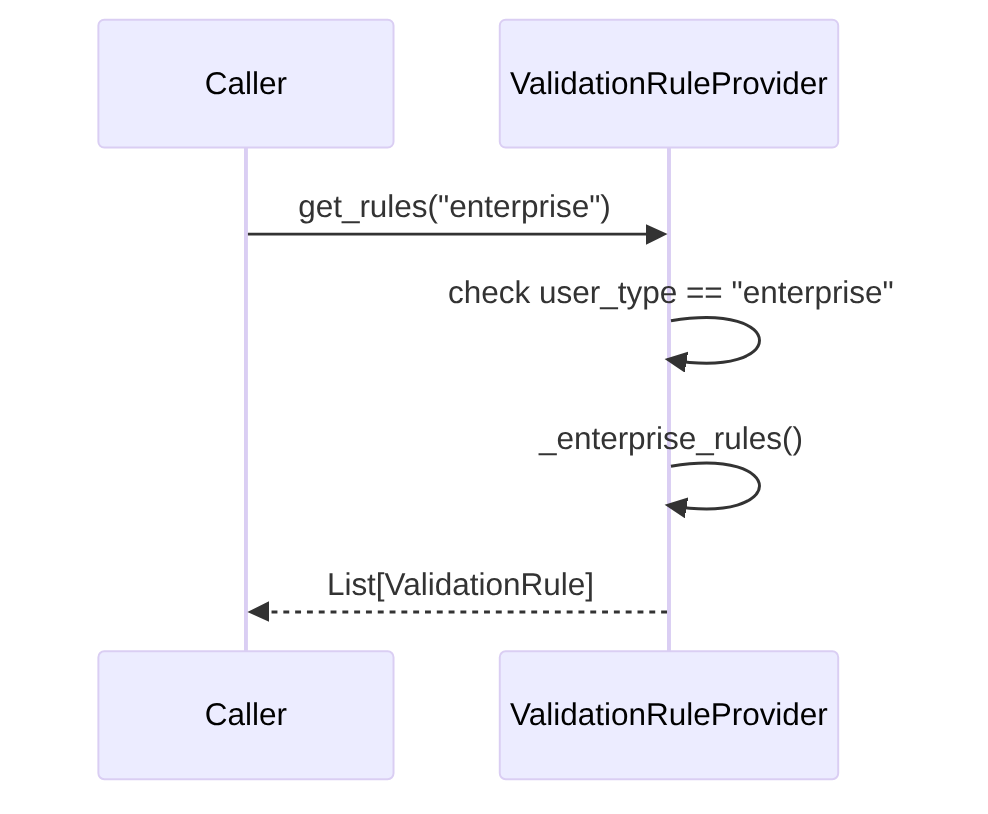 Caller
ValidationRuleProvider
get_rules("enterprise")
check user_type == "enterprise"
_enterprise_rules()
List[ValidationRule]
Caller
ValidationRuleProvider